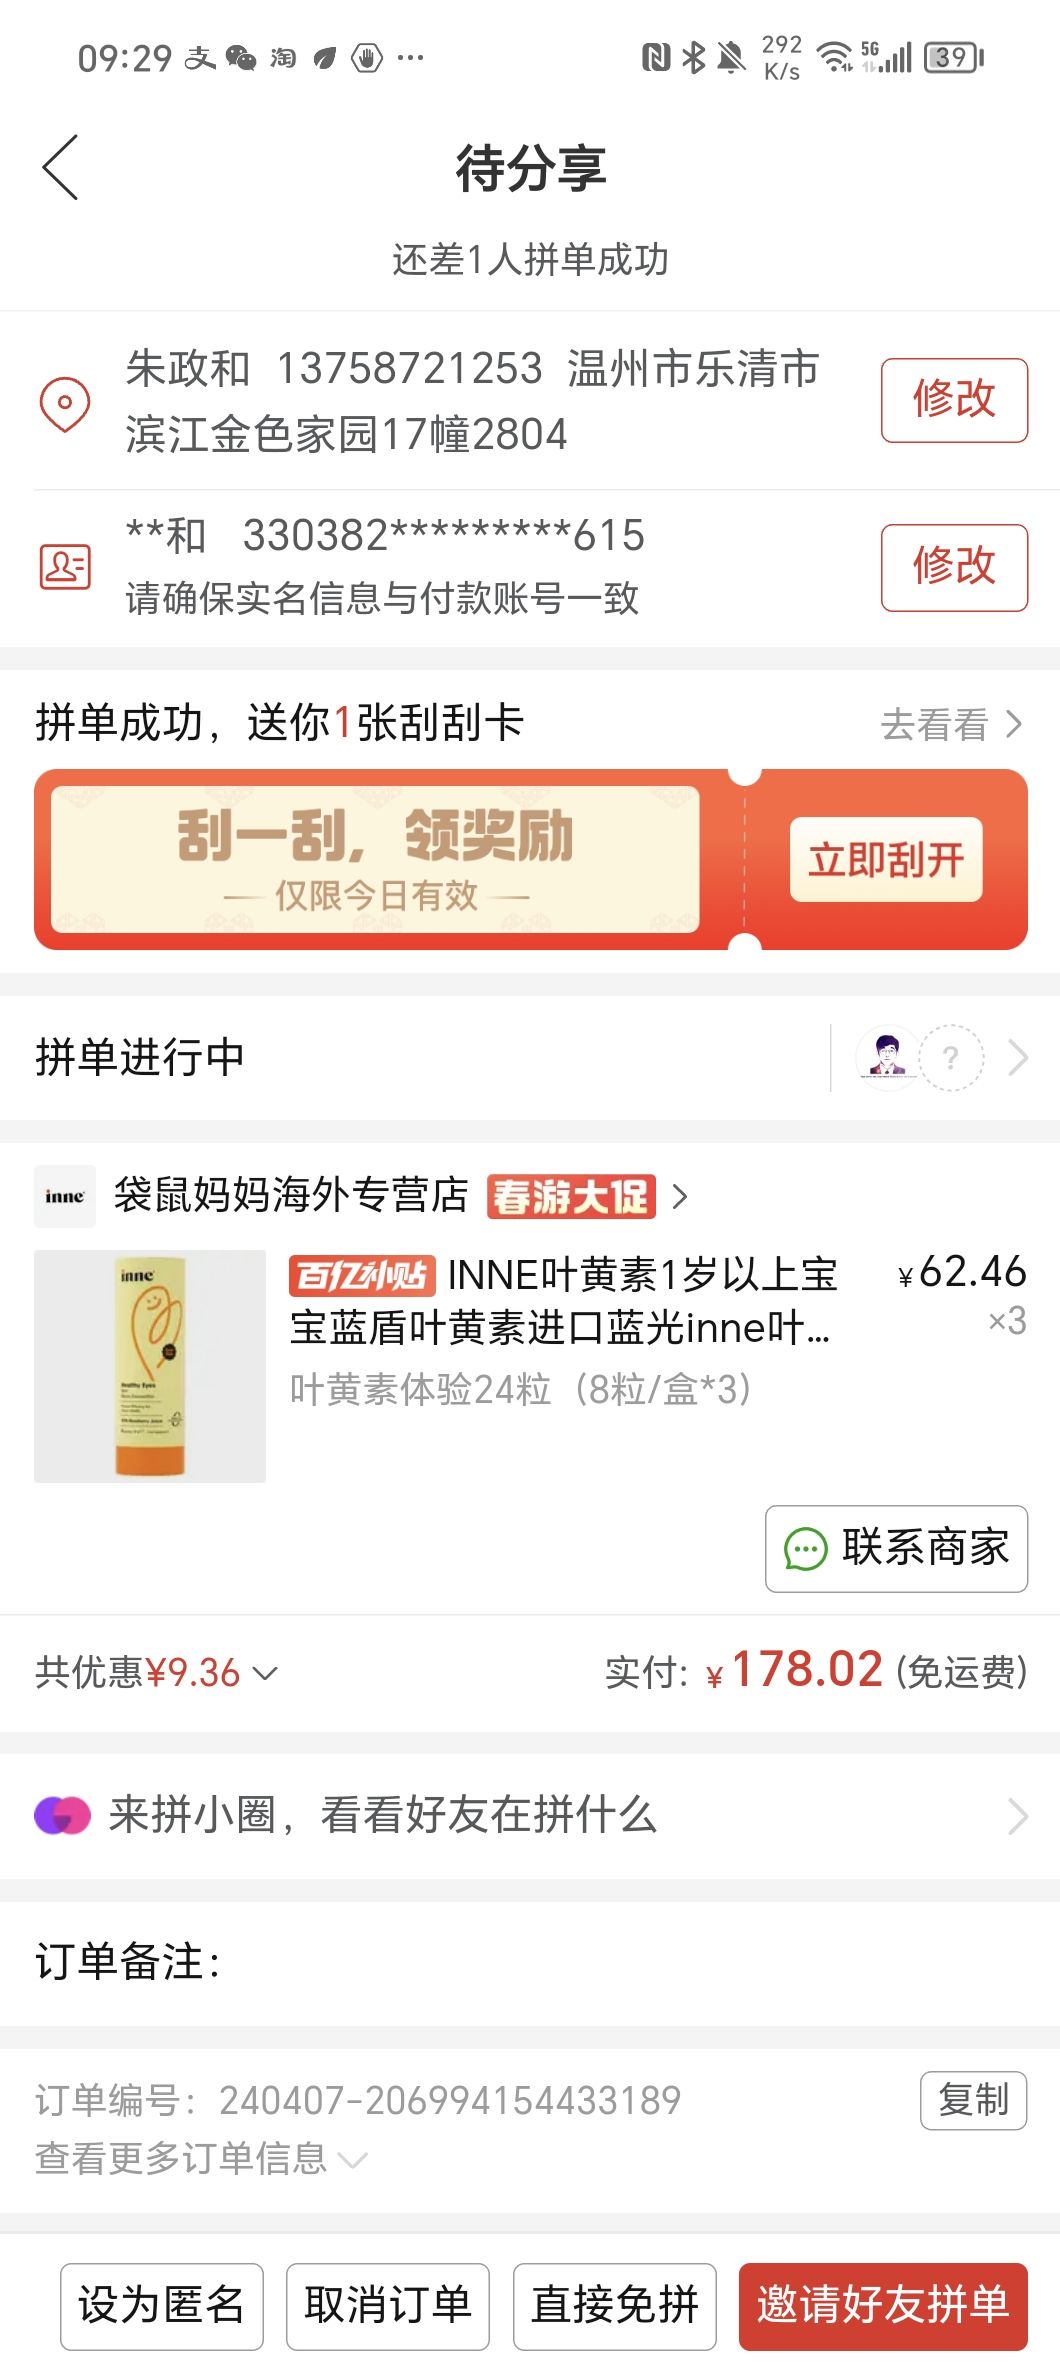 09:29 支 淘 292 K/s 5G 39
待分享
还差1人拼单成功
朱政和 13758721253 温州市乐清市
滨江金色家园17幢2804
修改
**和 330382*********615
请确保实名信息与付款账号一致
修改
拼单成功，送你1张刮刮卡
去看看
刮一刮，领奖励
仅限今日有效
立即刮开
拼单进行中
?
inne
袋鼠妈妈海外专营店 春游大促
inne
Healthy Eyes
百亿补贴 INNE叶黄素1岁以上宝
宝蓝盾叶黄素进口蓝光inne叶...
¥62.46
×3
叶黄素体验24粒（8粒/盒*3）
联系商家
共优惠¥9.36
实付：¥178.02 (免运费)
来拼小圈，看看好友在拼什么
订单备注：
订单编号：240407-206994154433189
复制
查看更多订单信息
设为匿名
取消订单
直接免拼
邀请好友拼单